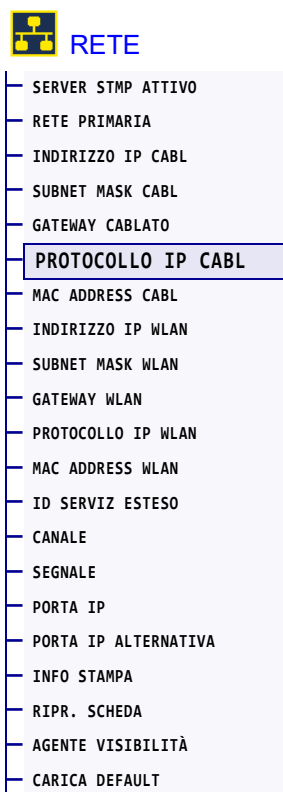 RETE
SERVER STMP ATTIVO
RETE PRIMARIA
INDIRIZZO IP CABL
SUBNET MASK CABL
GATEWAY CABLATO
PROTOCOLLO IP CABL
MAC ADDRESS CABL
INDIRIZZO IP WLAN
SUBNET MASK WLAN
GATEWAY WLAN
PROTOCOLLO IP WLAN
MAC ADDRESS WLAN
ID SERVIZ ESTESO
CANALE
SEGNALE
PORTA IP
PORTA IP ALTERNATIVA
INFO STAMPA
RIPR. SCHEDA
AGENTE VISIBILITÀ
CARICA DEFAULT